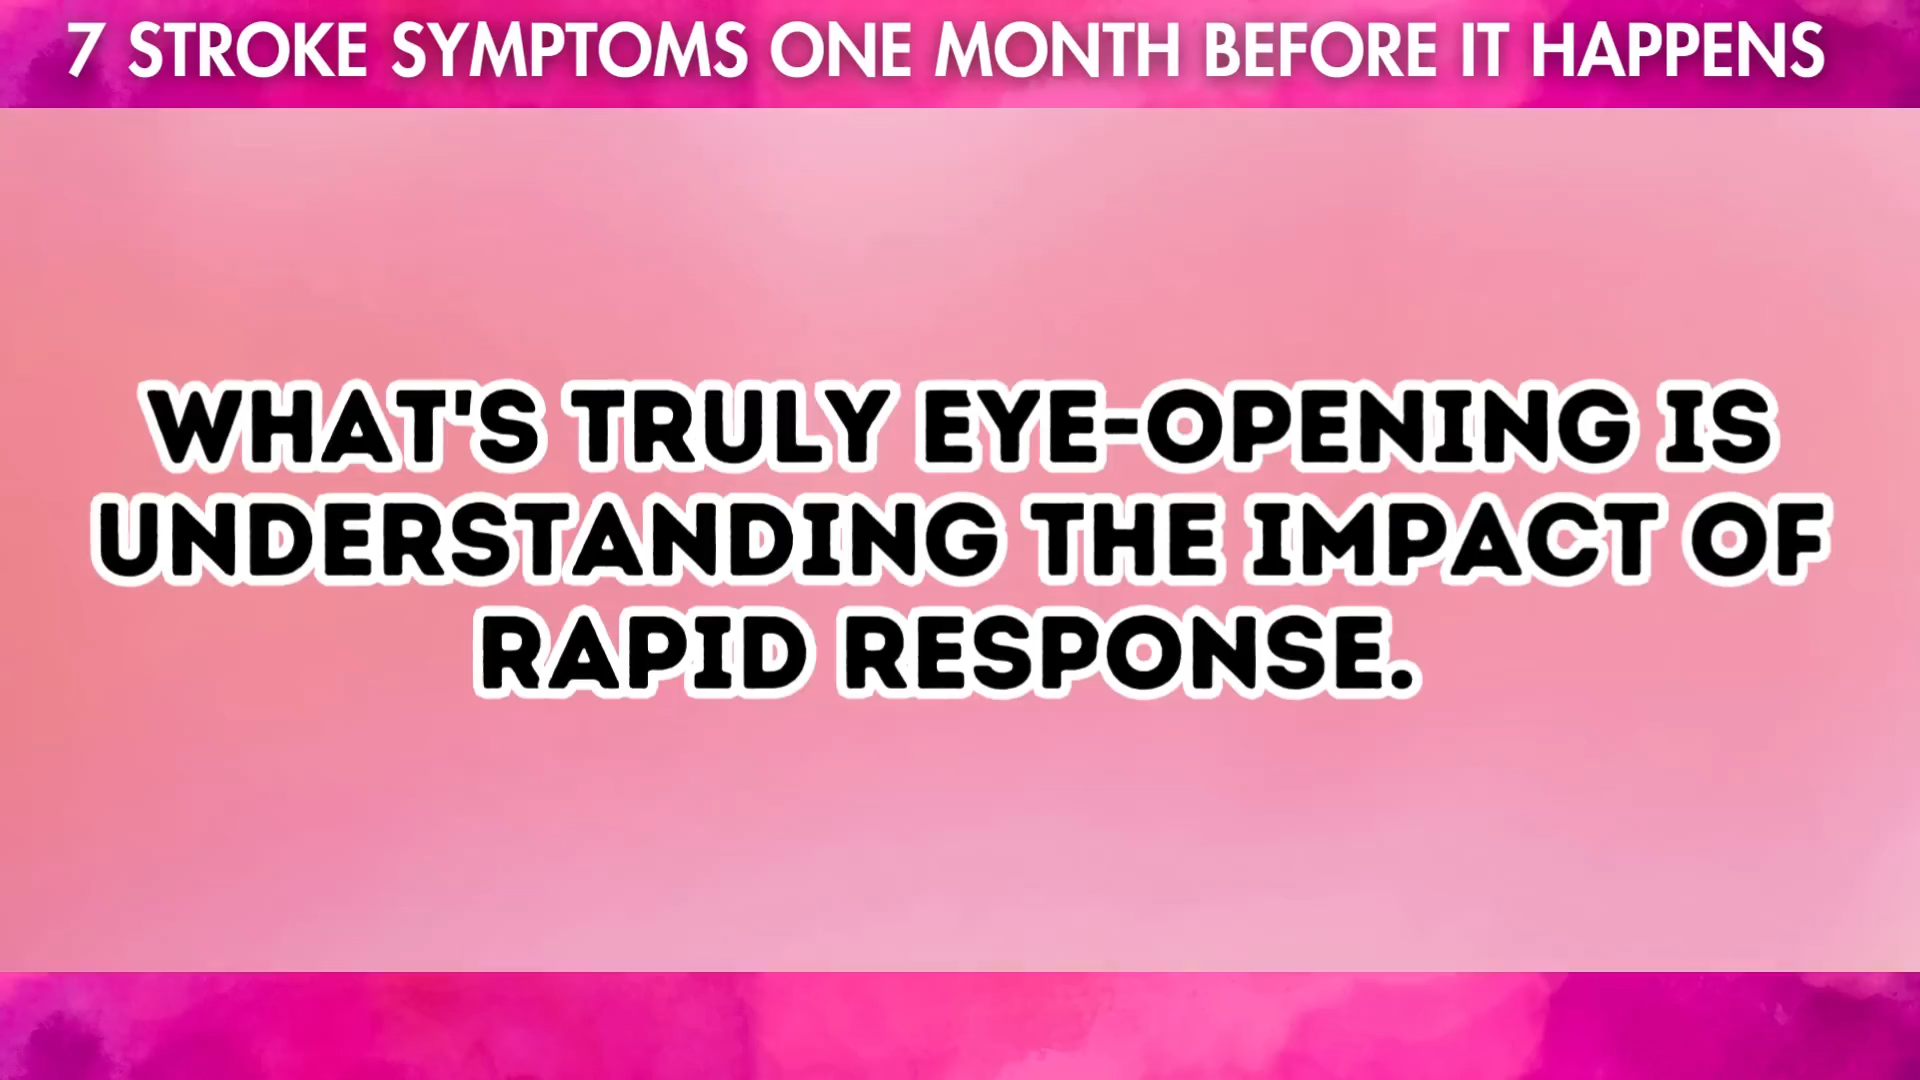 7 STROKE SYMPTOMS ONE MONTH BEFORE IT HAPPENS
WHAT'S TRULY EYE-OPENING IS
UNDERSTANDING THE IMPACT OF
RAPID RESPONSE.